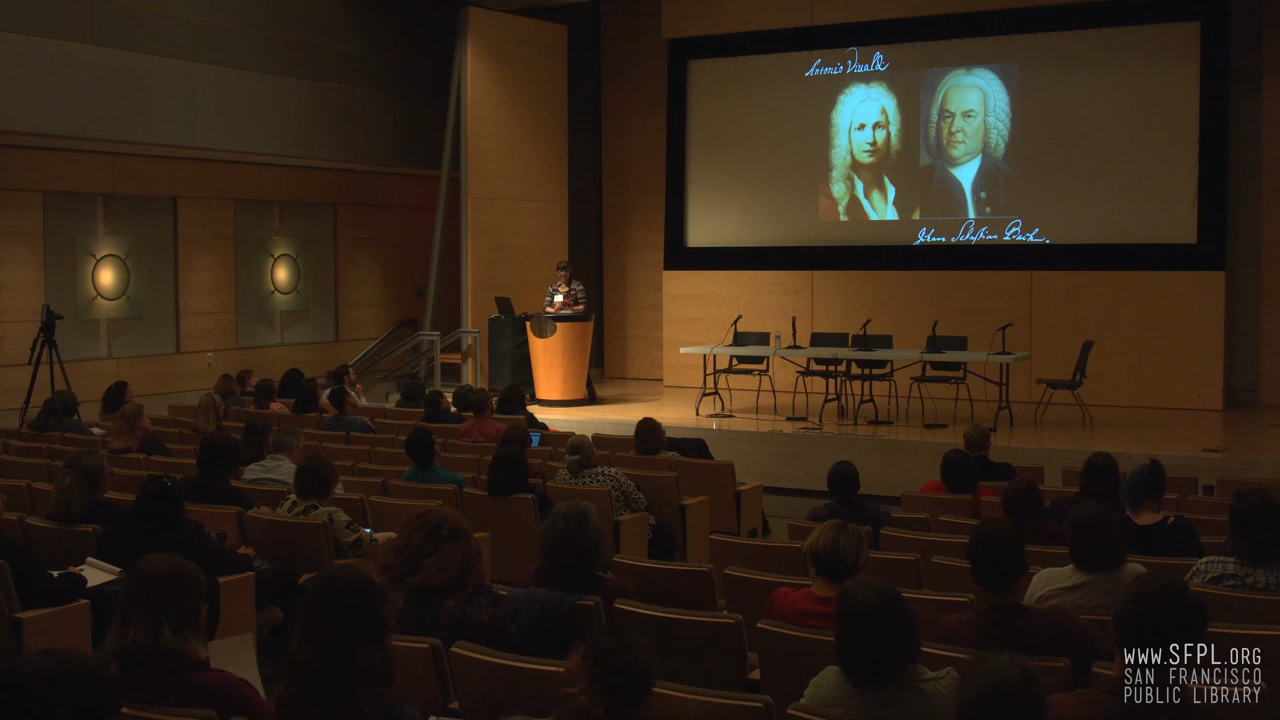 Antonio Vivaldi
Johann Sebastian Bach.
WWW.SFPL.ORG
SAN FRANCISCO
PUBLIC LIBRARY